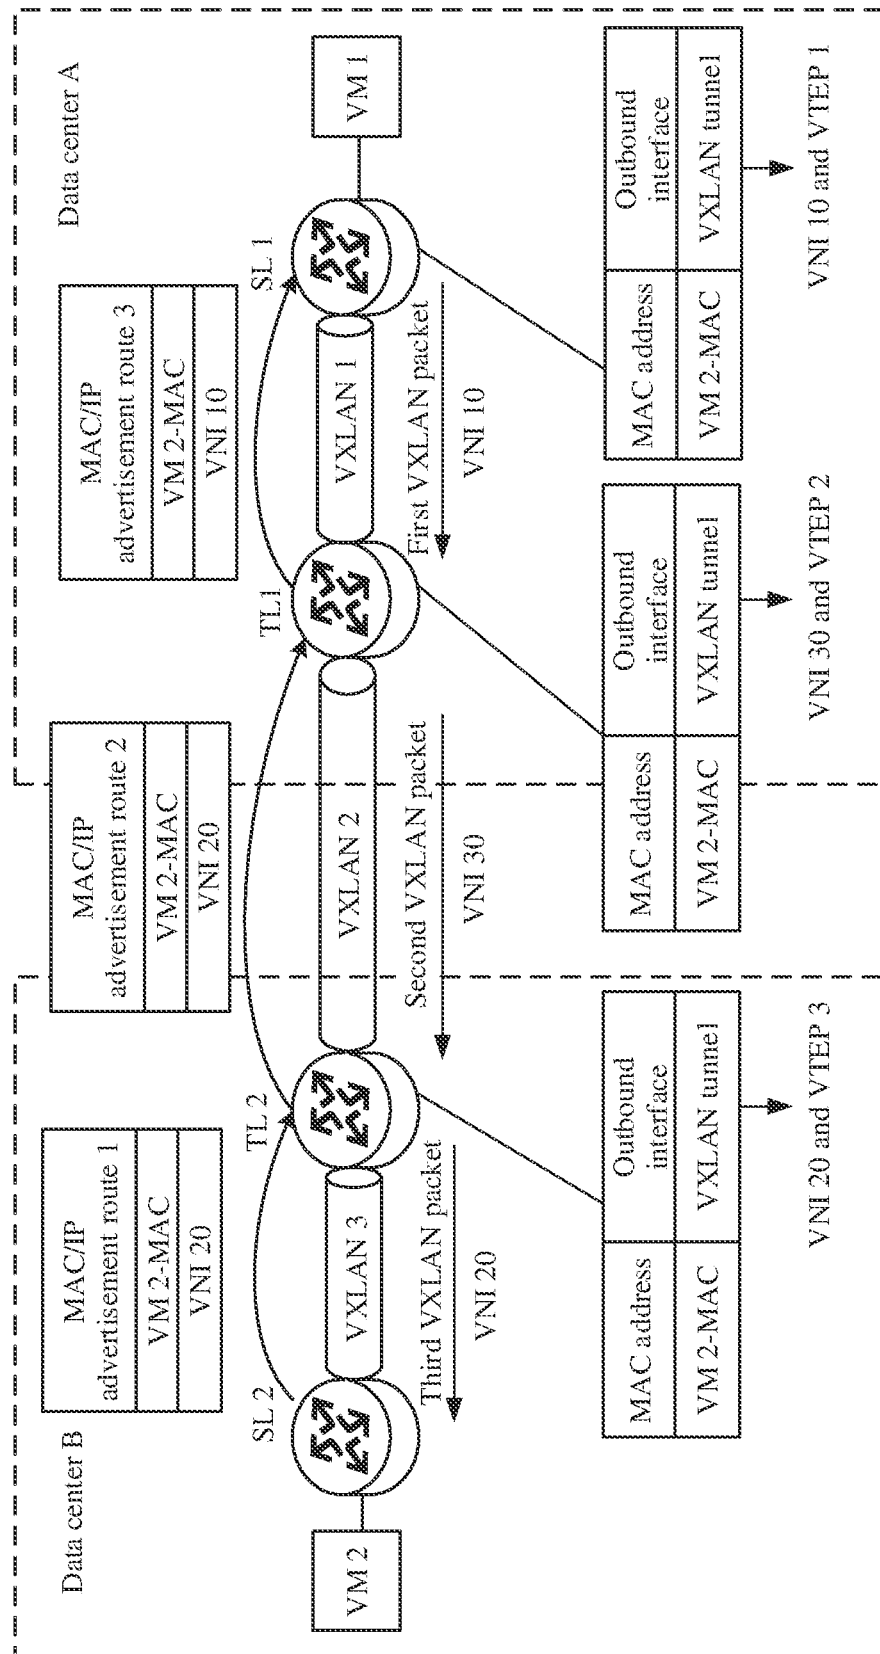 Data center B
MAC/IP
advertisement route 1
VM 2-MAC
VNI 20
MAC/IP
advertisement route 2
VM 2-MAC
VNI 20
MAC/IP
advertisement route 3
VM 2-MAC
VNI 10
Data center A
SL 2
TL 2
TL1
SL 1
VM 2
VXLAN 3
VXLAN 2
VXLAN 1
VM 1
Third VXLAN packet
VNI 20
Second VXLAN packet
VNI 30
First VXLAN packet
VNI 10
MAC address
Outbound
interface
VM 2-MAC
VXLAN tunnel
VNI 20 and VTEP 3
MAC address
Outbound
interface
VM 2-MAC
VXLAN tunnel
VNI 30 and VTEP 2
MAC address
Outbound
interface
VM 2-MAC
VXLAN tunnel
VNI 10 and VTEP 1